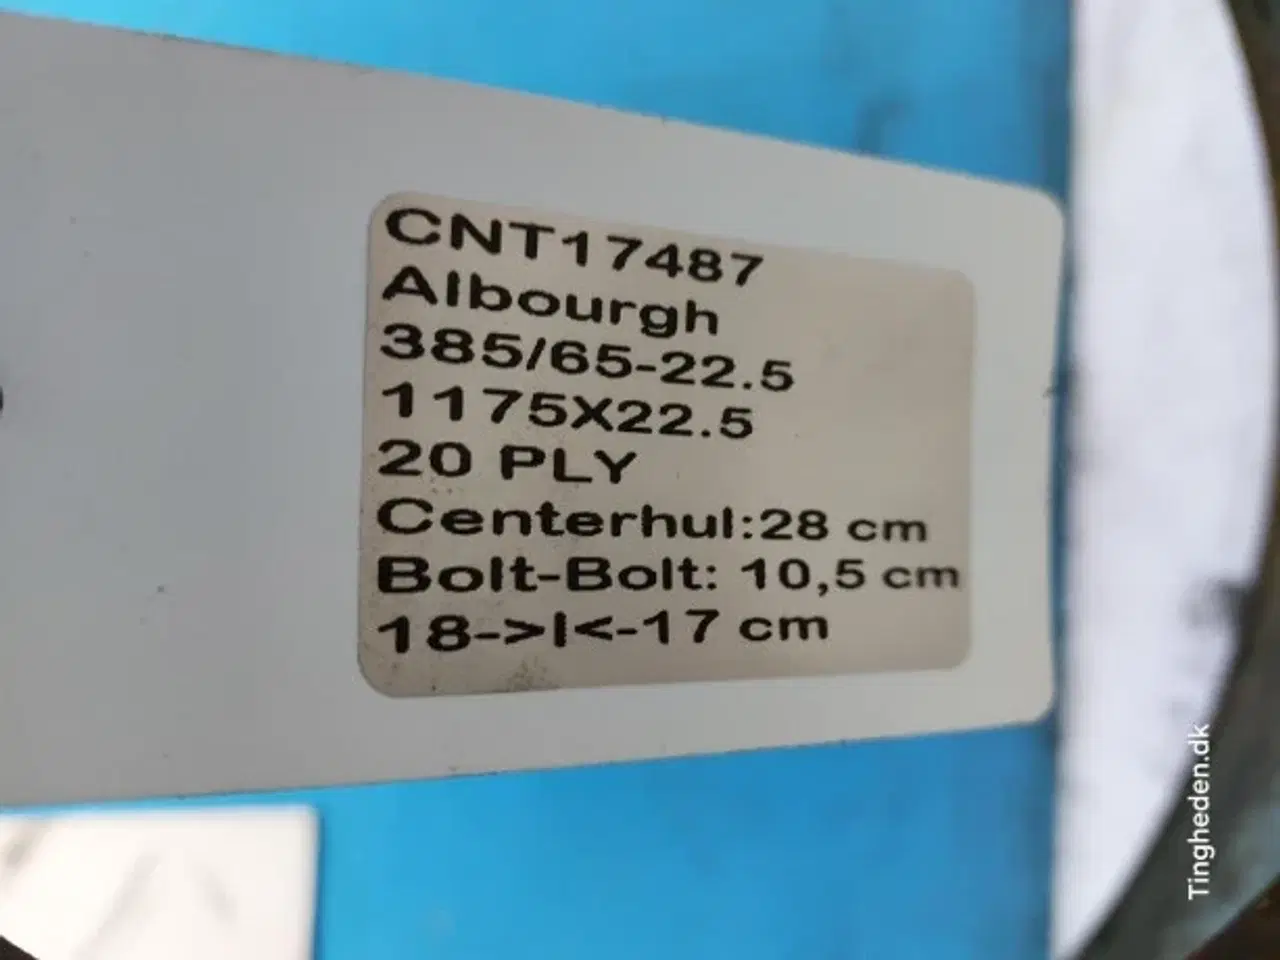 CNT17487
Albourgh
385/65-22.5
1175X22.5
20 PLY
Centerhul:28 cm
Bolt-Bolt: 10,5 cm
18->I<-17 cm
Tingheden.dk